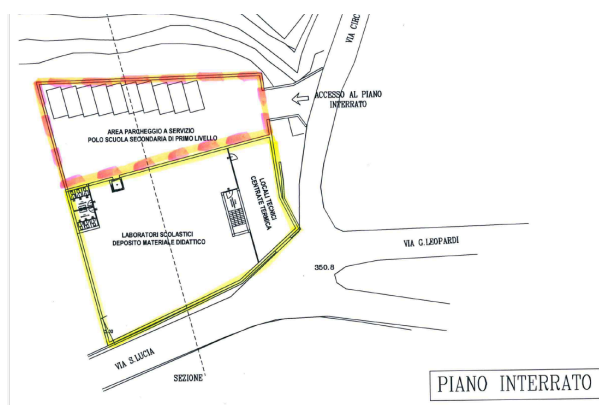 VIA CIRC
ACCESSO AL PIANO
INTERRATO
AREA PARCHEGGIO A SERVIZIO
POLO SCUOLA SECONDARIA DI PRIMO LIVELLO
LOCALI TECNICI
CENTRATE TERMICA
LABORATORI SCOLASTICI
DEPOSITO MATERIALE DIDATTICO
VIA G.LEOPARDI
350.8
VIA S.LUCIA
SEZIONE
PIANO INTERRATO